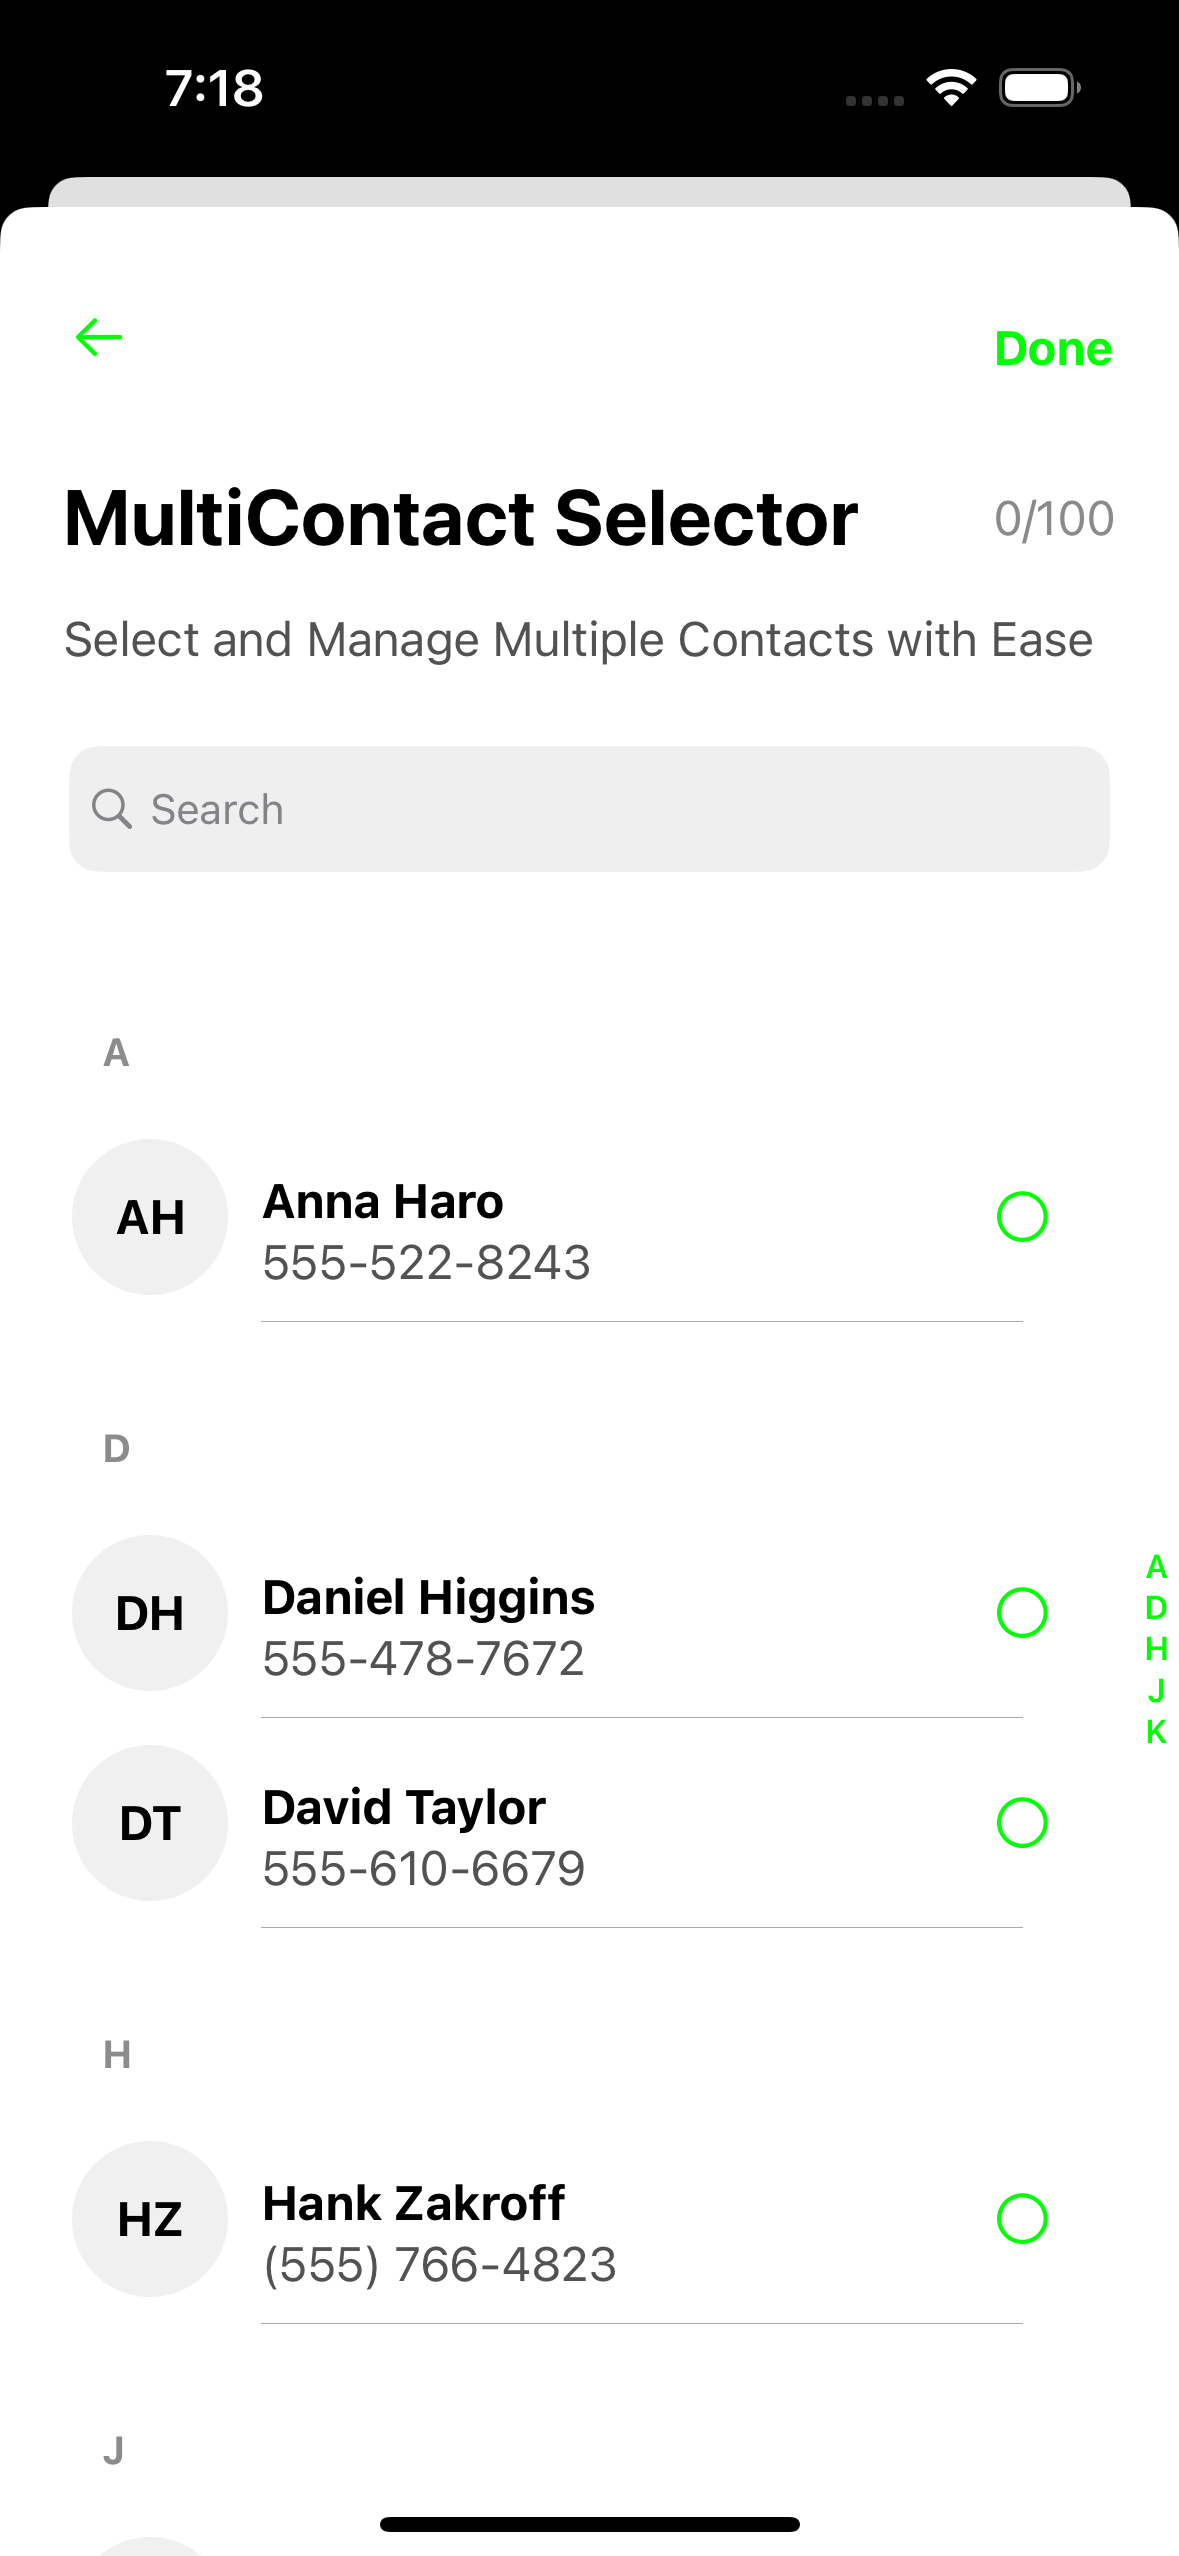 7:18
Done
MultiContact Selector
0/100
Select and Manage Multiple Contacts with Ease
Search
A
AH
Anna Haro
555-522-8243
D
DH
Daniel Higgins
555-478-7672
DT
David Taylor
555-610-6679
H
HZ
Hank Zakroff
(555) 766-4823
J
A
D
H
J
K